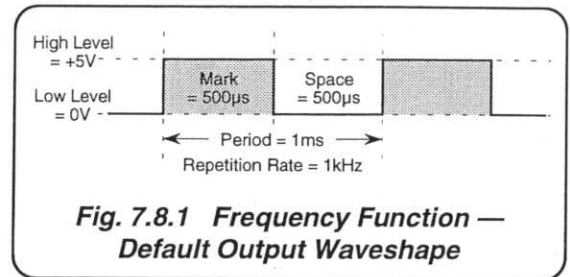 High Level
= +5V
Mark
= 500µs
Space
= 500µs
Low Level
= 0V
Period = 1ms
Repetition Rate = 1kHz
Fig. 7.8.1 Frequency Function —
Default Output Waveshape